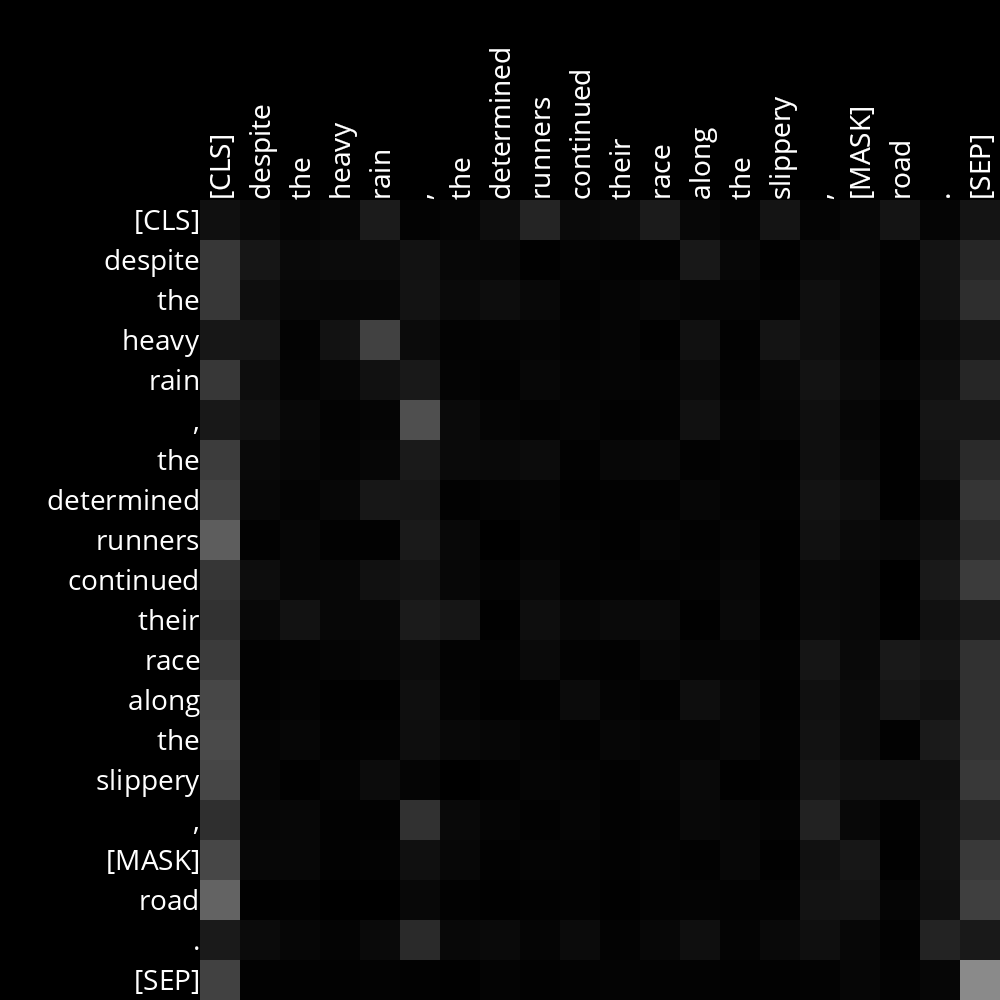 [CLS] despite the heavy rain , the determined runners continued their race along the slippery , [MASK] road . [SEP]
[CLS]
despite
the
heavy
rain
,
the
determined
runners
continued
their
race
along
the
slippery
,
[MASK]
road
.
[SEP]